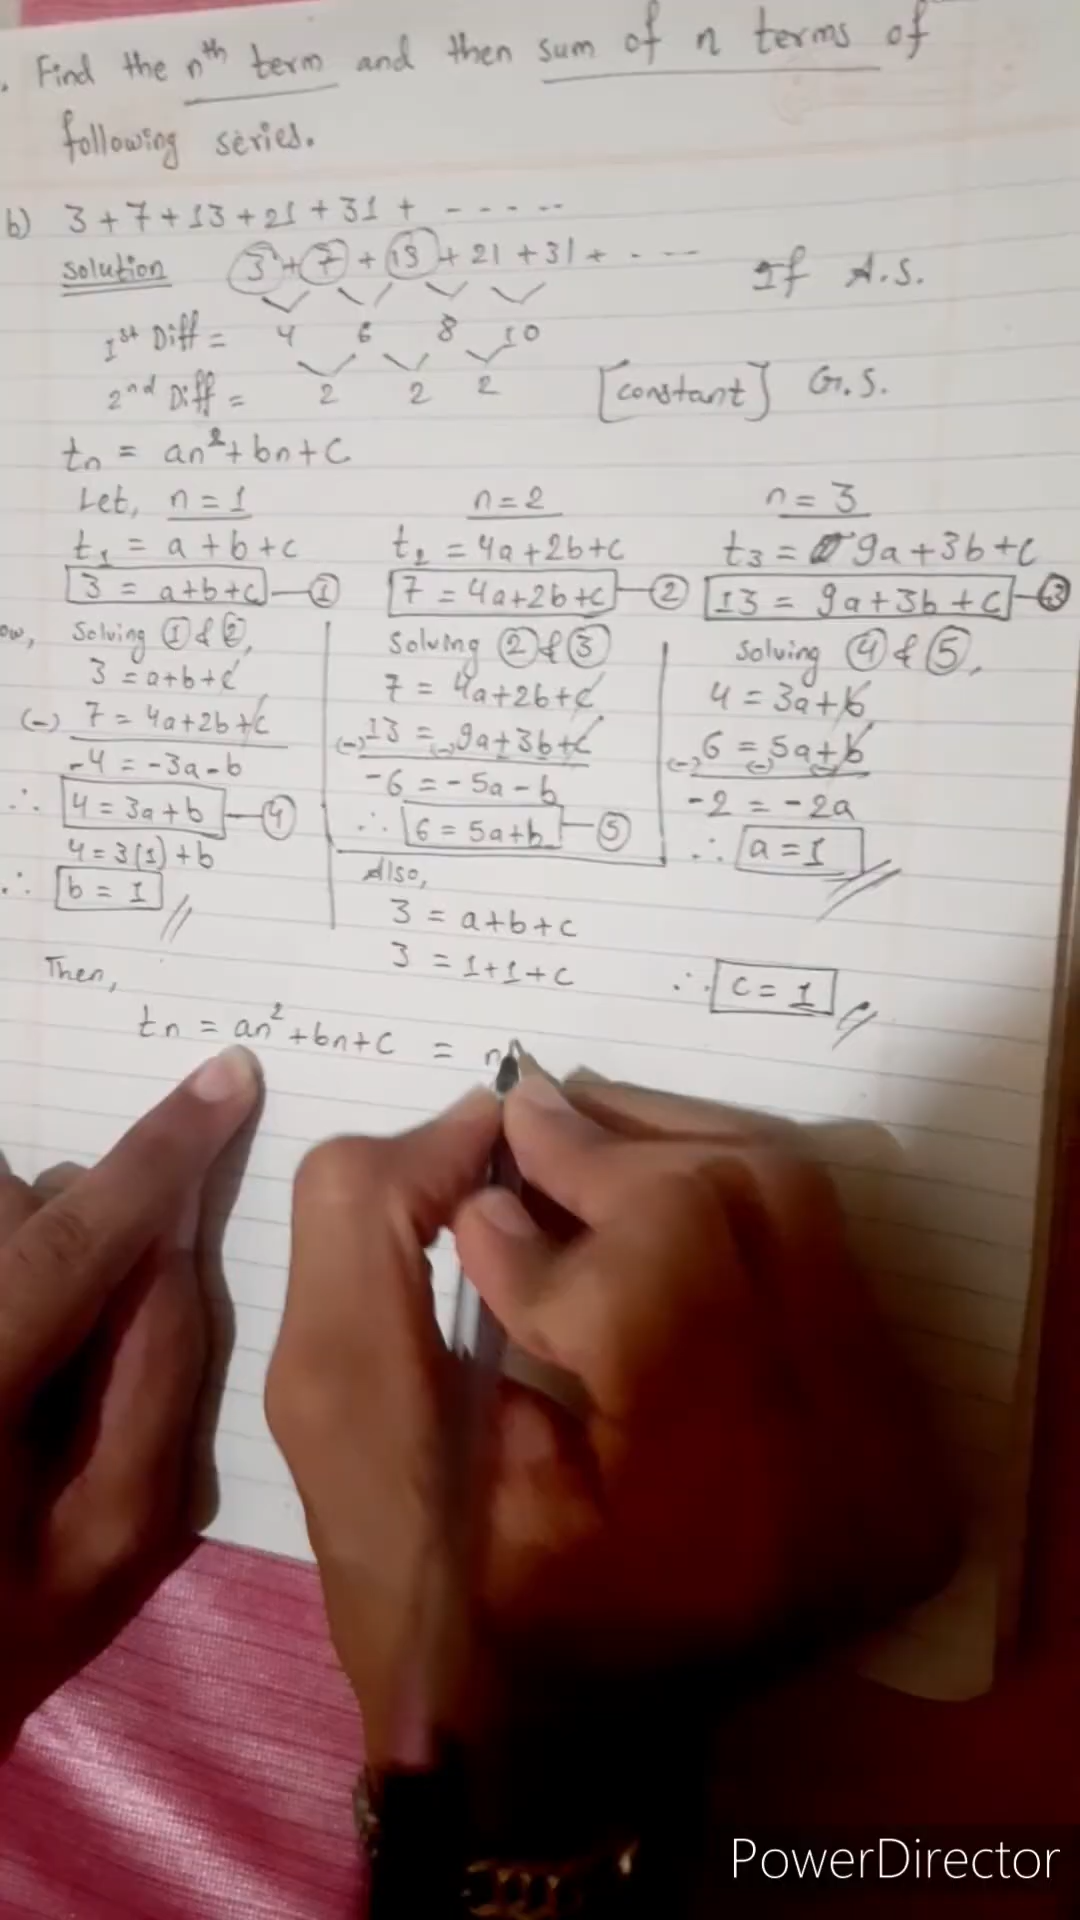 . Find the nth term and then sum of n terms of
following series.
b) 3 + 7 + 13 + 21 + 31 + - - - - -
Solution 3 + 7 + 13 + 21 + 31 + - - -
If A.S.
1st Diff = 4 6 8 10
2nd Diff = 2 2 2 [constant] G.S.
tn = an² + bn + c
Let, n = 1
t1 = a + b + c
3 = a+b+c — ①
n = 2
t2 = 4a + 2b + c
7 = 4a+2b+c — ②
n = 3
t3 = 9a + 3b + c
13 = 9a + 3b + c — ③
ow, Solving ① & ②,
3 = a+b+c
(-) 7 = 4a+2b+c
-4 = -3a - b
∴ 4 = 3a + b — ④
4 = 3(1) + b
∴ b = 1
Solving ② & ③
7 = 4a+2b+c
(-) 13 = (-) 9a+3b+c
-6 = -5a - b
∴ 6 = 5a+b — ⑤
Solving ④ & ⑤,
4 = 3a + b
(-) 6 = (-) 5a + b
-2 = -2a
∴ a = 1
Also,
3 = a+b+c
3 = 1+1+c ∴ c = 1
Then,
tn = an² + bn + c = n
PowerDirector